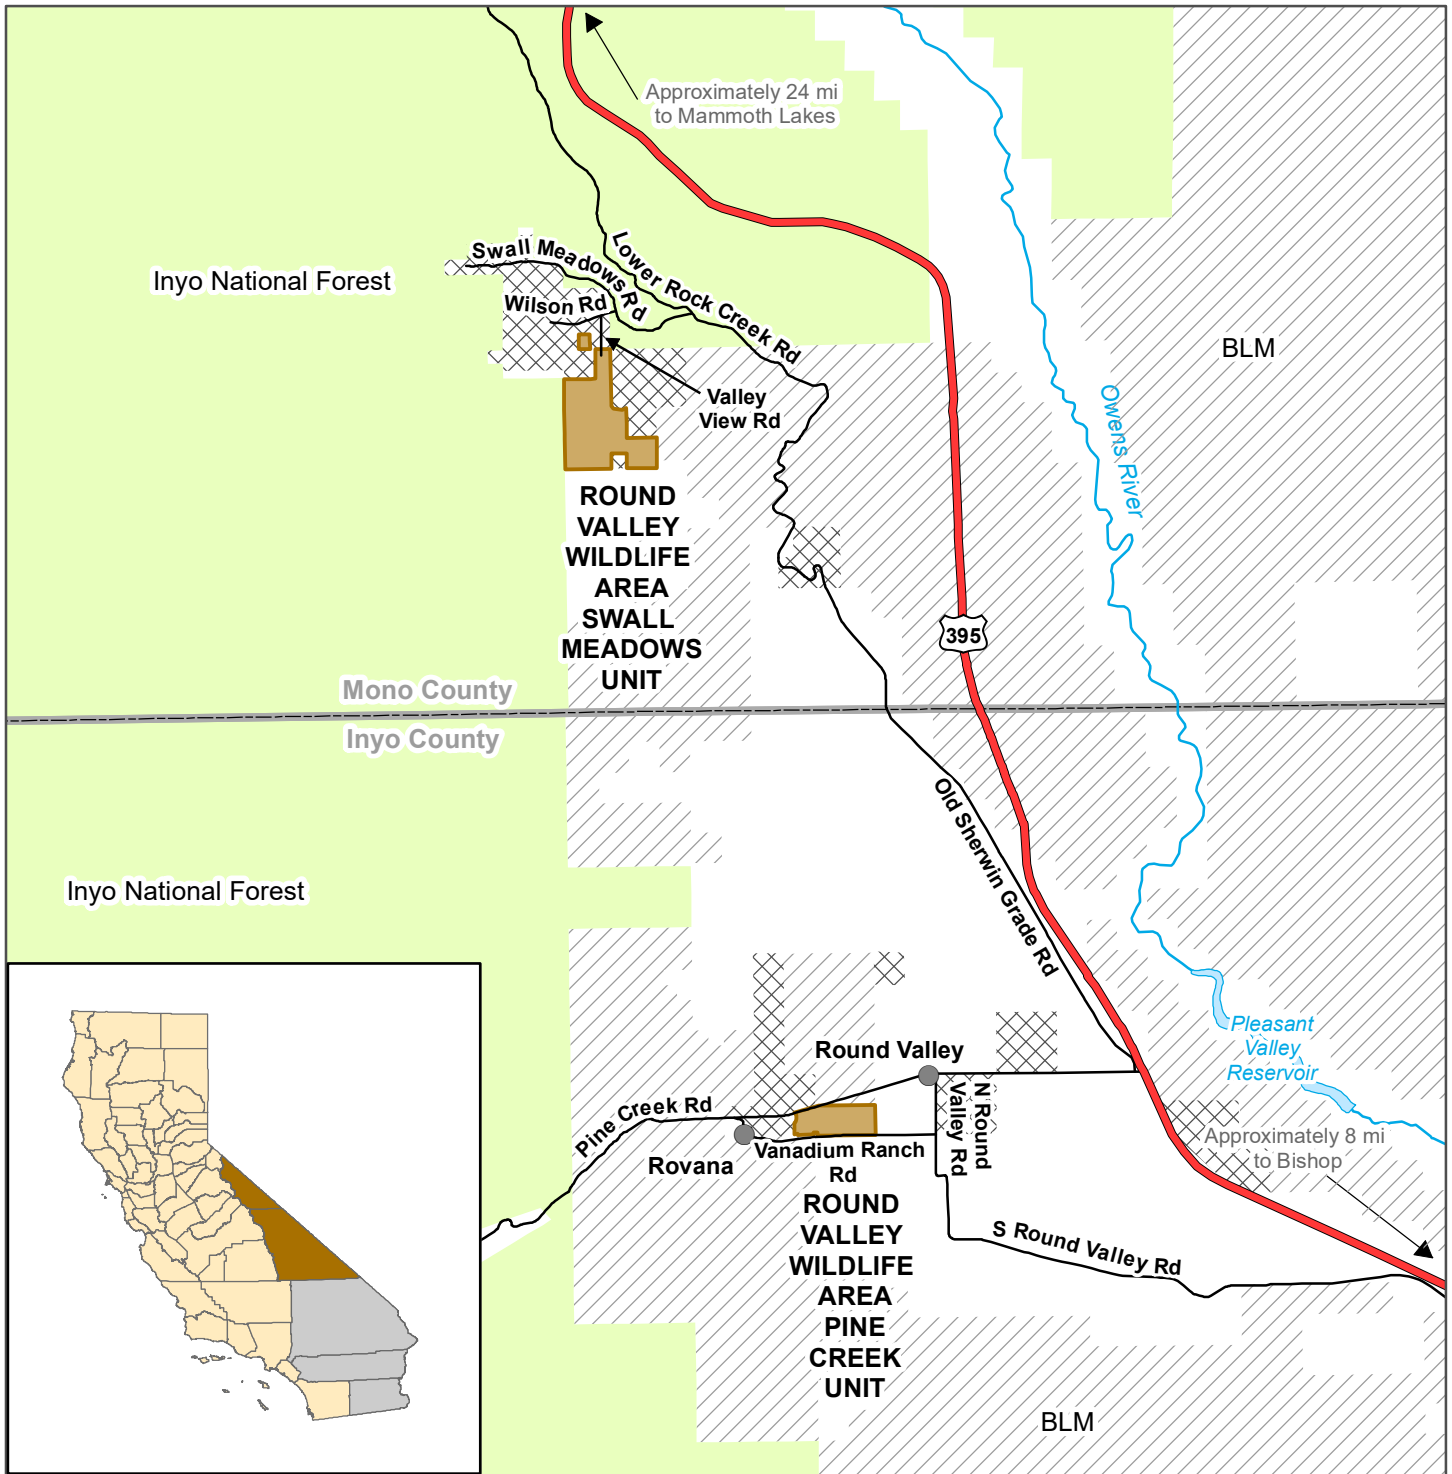 Approximately 24 mi
to Mammoth Lakes
Swall Meadows Rd
Lower Rock Creek Rd
Inyo National Forest
Wilson Rd
BLM
Valley
View Rd
Owens River
ROUND
VALLEY
WILDLIFE
AREA
SWALL
MEADOWS
UNIT
395
Mono County
Inyo County
Old Sherwin Grade Rd
Inyo National Forest
Pleasant
Valley
Reservoir
Round Valley
N Round
Valley Rd
Pine Creek Rd
Approximately 8 mi
to Bishop
Rovana
Vanadium Ranch
Rd
ROUND
VALLEY
WILDLIFE
AREA
PINE
CREEK
UNIT
S Round Valley Rd
BLM